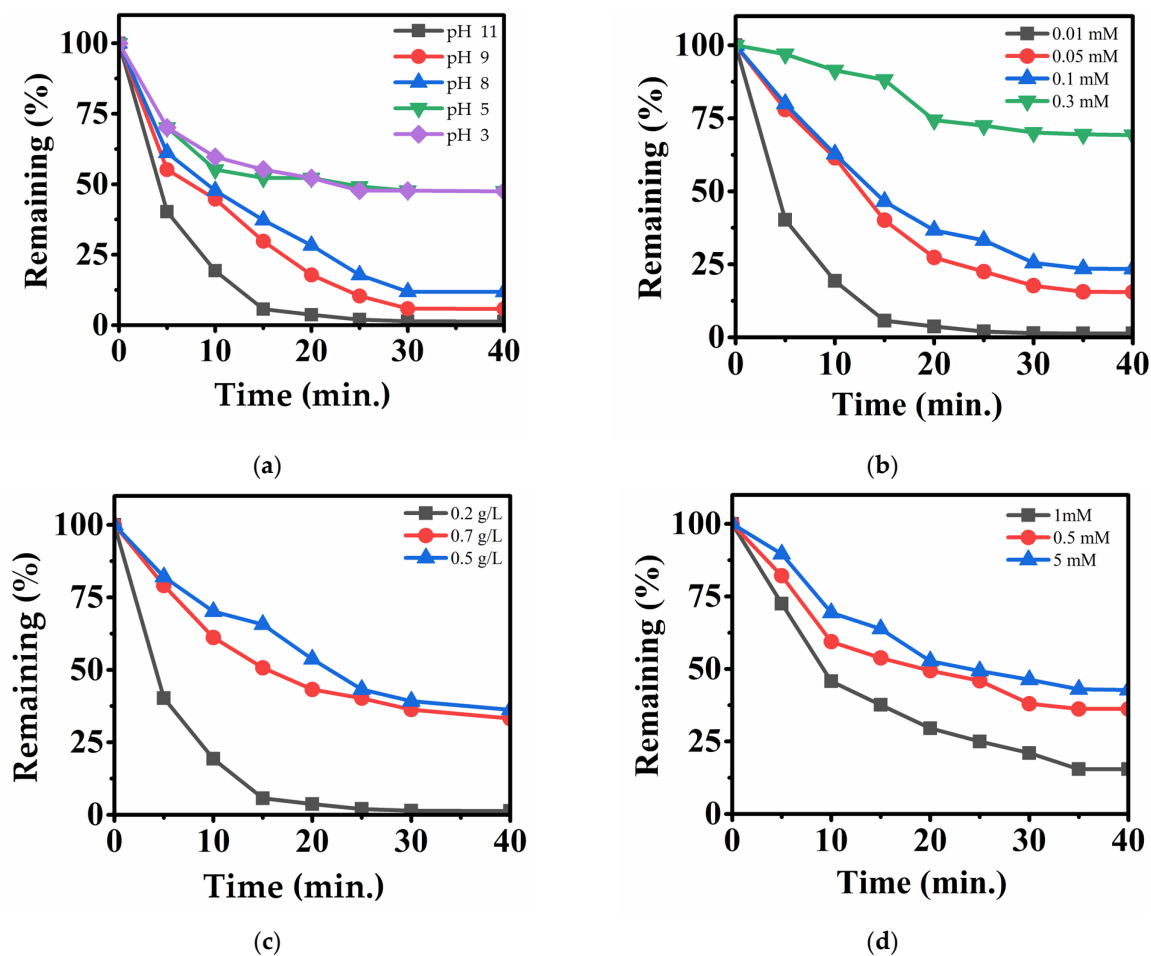 100
75
50
25
0
Remaining (%)
pH 11
pH 9
pH 8
pH 5
pH 3
0 10 20 30 40
Time (min.)
(a)
100
75
50
25
0
Remaining (%)
0.01 mM
0.05 mM
0.1 mM
0.3 mM
0 10 20 30 40
Time (min.)
(b)
100
75
50
25
0
Remaining (%)
0.2 g/L
0.7 g/L
0.5 g/L
0 10 20 30 40
Time (min.)
(c)
100
75
50
25
0
Remaining (%)
1mM
0.5 mM
5 mM
0 10 20 30 40
Time (min.)
(d)